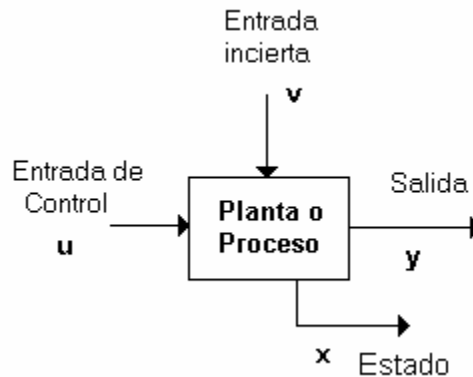 Entrada
incierta
v
Entrada de
Control
u
Planta o
Proceso
Salida
y
x
Estado